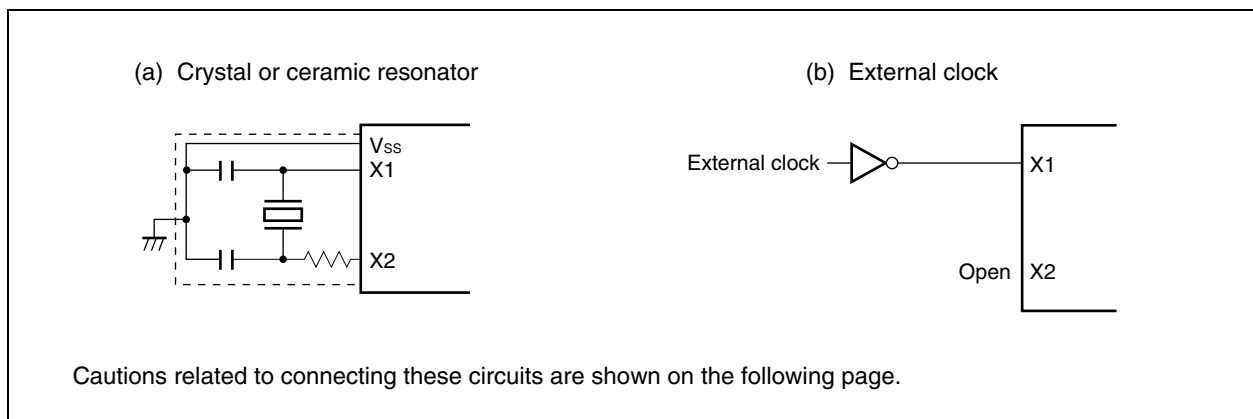 (a) Crystal or ceramic resonator
VSS
X1
X2
(b) External clock
External clock
X1
Open
X2
Cautions related to connecting these circuits are shown on the following page.